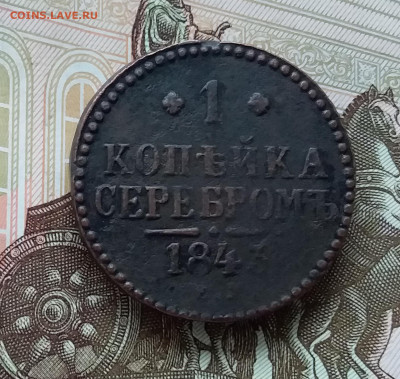 COINS.LAVE.RU
1
КОПѢЙКА
СЕРЕБРОМЪ
184